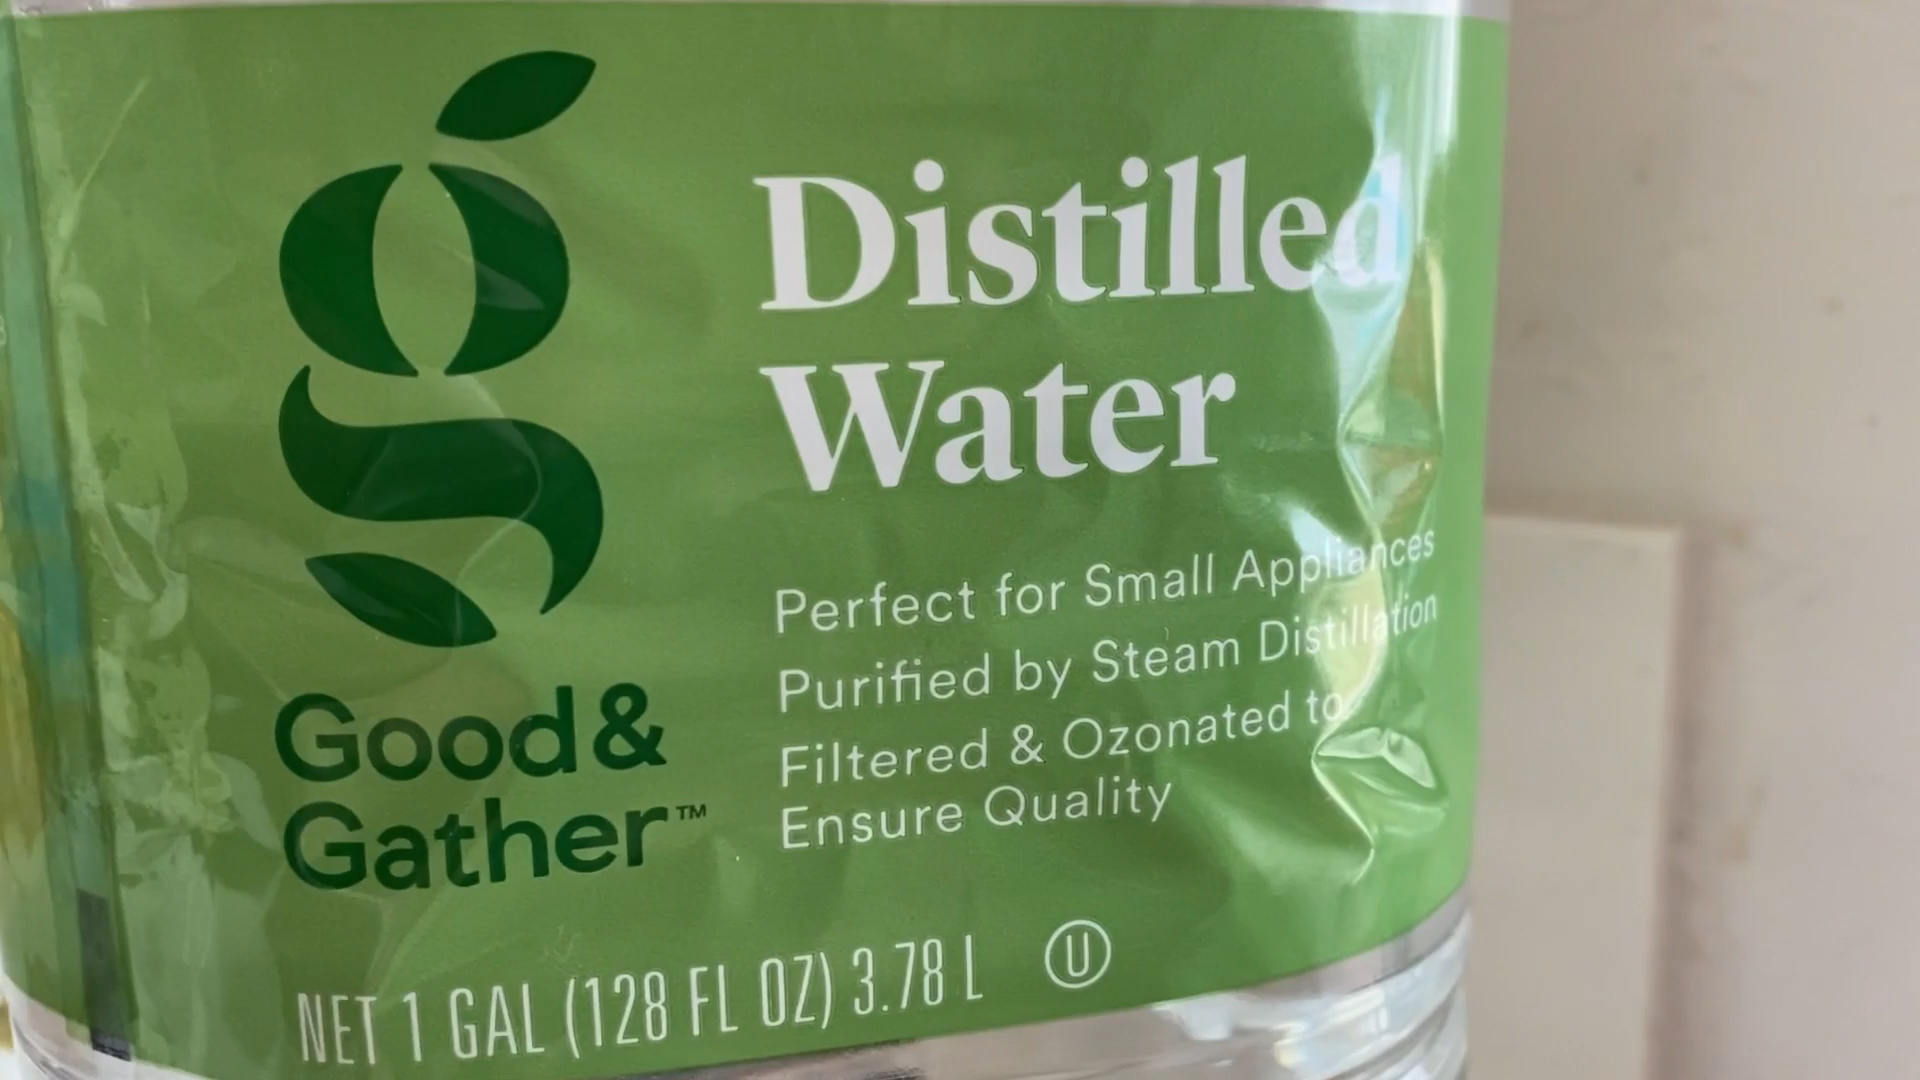 Distilled
Water
Perfect for Small Appliances
Purified by Steam Distillation
Filtered & Ozonated to
Ensure Quality
g
Good &
Gather™
NET 1 GAL (128 FL OZ) 3.78 L Ⓤ